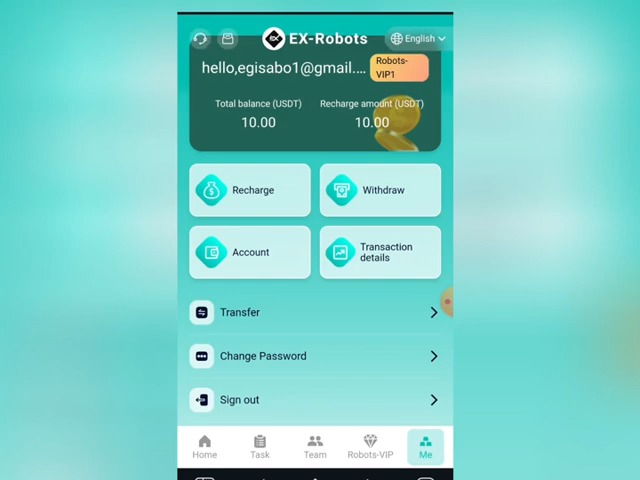 EX-Robots
English
hello,egisabo1@gmail....
Robots-
VIP1
Total balance (USDT)
Recharge amount (USDT)
10.00
10.00
Recharge
Withdraw
Account
Transaction
details
Transfer
Change Password
Sign out
Home
Task
Team
Robots-VIP
Me